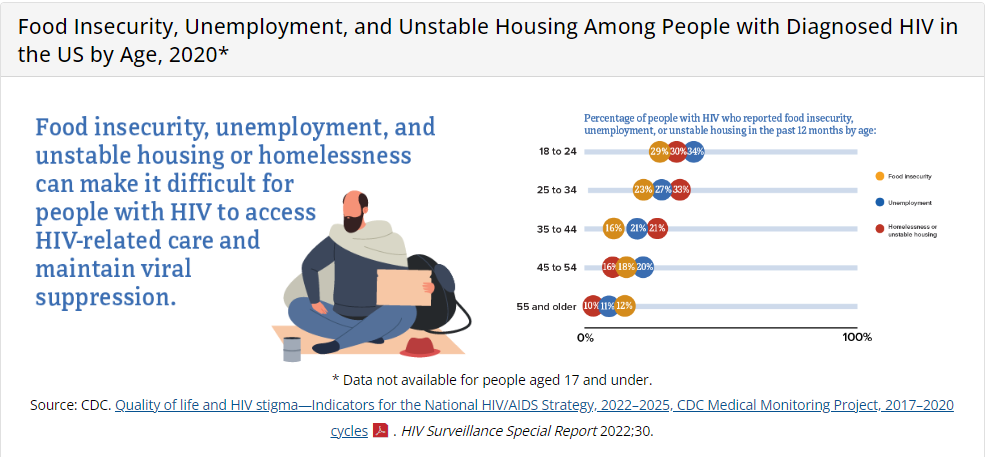 Food Insecurity, Unemployment, and Unstable Housing Among People with Diagnosed HIV in
the US by Age, 2020*
Food insecurity, unemployment, and
unstable housing or homelessness
can make it difficult for
people with HIV to access
HIV-related care and
maintain viral
suppression.
Percentage of people with HIV who reported food insecurity,
unemployment, or unstable housing in the past 12 months by age:
18 to 24 29% 30% 34%
25 to 34 23% 27% 33%
35 to 44 16% 21% 21%
45 to 54 16% 18% 20%
55 and older 10% 11% 12%
0% 100%
Food insecurity
Unemployment
Homelessness or
unstable housing
* Data not available for people aged 17 and under.
Source: CDC. Quality of life and HIV stigma—Indicators for the National HIV/AIDS Strategy, 2022–2025, CDC Medical Monitoring Project, 2017–2020
cycles . HIV Surveillance Special Report 2022;30.